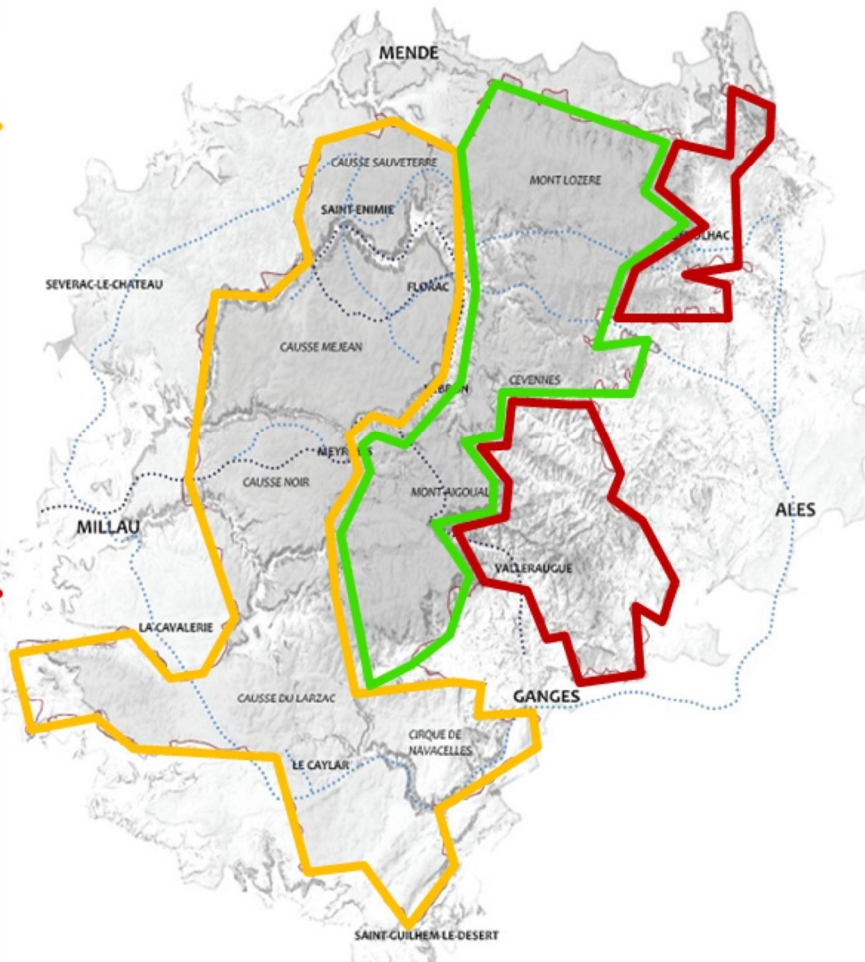 MENDE
CAUSSE SAUVETERRE
MONT LOZERE
SAINT-ENIMIE
SEVERAC-LE-CHATEAU
FLORAC
CAUSSE MEJEAN
CEVENNES
CAUSSE NOIR
MONT AIGOUAL
MILLAU
ALES
VALLERAUGUE
LA CAVALERIE
GANGES
CAUSSE DU LARZAC
CIRQUE DE
NAVACELLES
LE CAYLAR
SAINT-GUILHEM-LE-DESERT